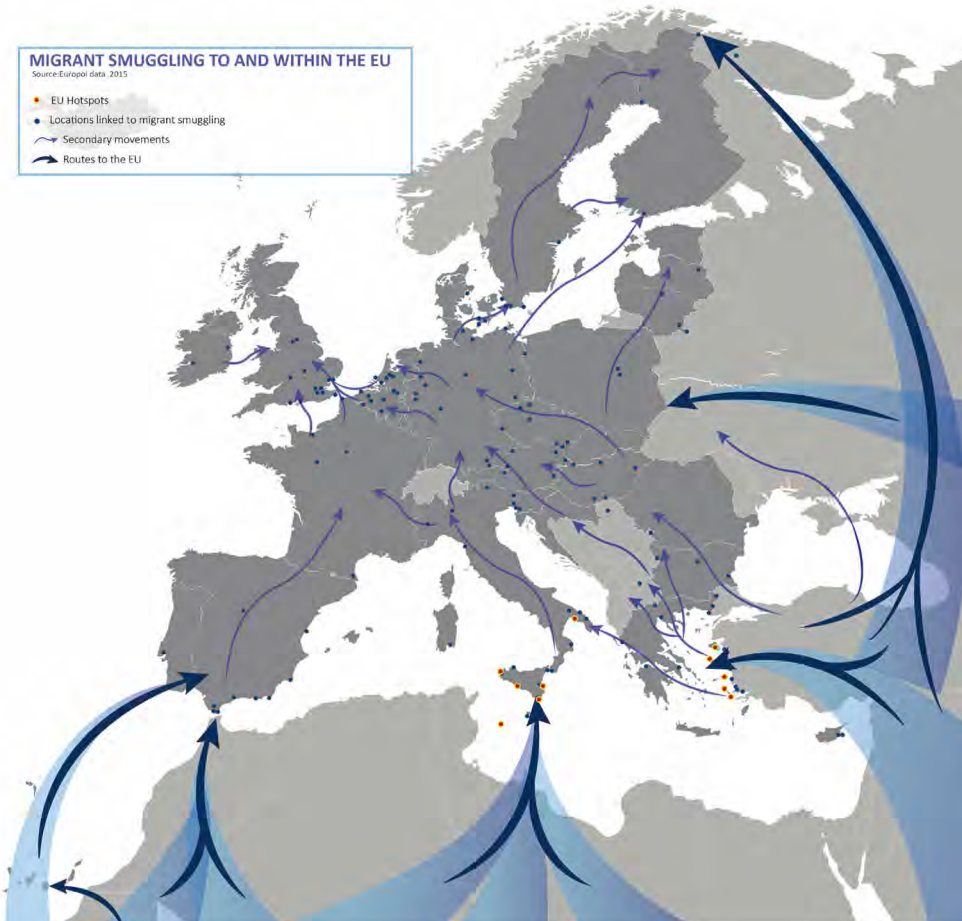 MIGRANT SMUGGLING TO AND WITHIN THE EU
Source:Europol data 2015
EU Hotspots
Locations linked to migrant smuggling
Secondary movements
Routes to the EU